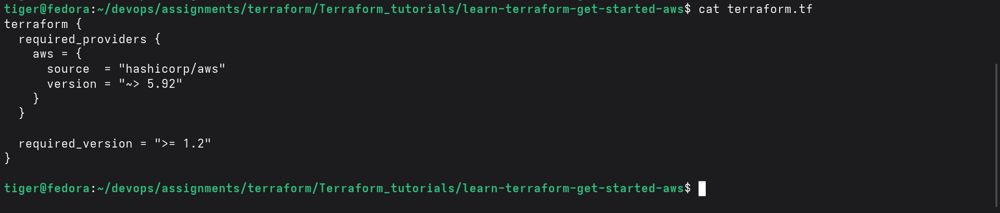 tiger@fedora:~/devops/assignments/terraform/Terraform_tutorials/learn-terraform-get-started-aws$ cat terraform.tf
terraform {
  required_providers {
    aws = {
      source  = "hashicorp/aws"
      version = "~> 5.92"
    }
  }

  required_version = ">= 1.2"
}

tiger@fedora:~/devops/assignments/terraform/Terraform_tutorials/learn-terraform-get-started-aws$